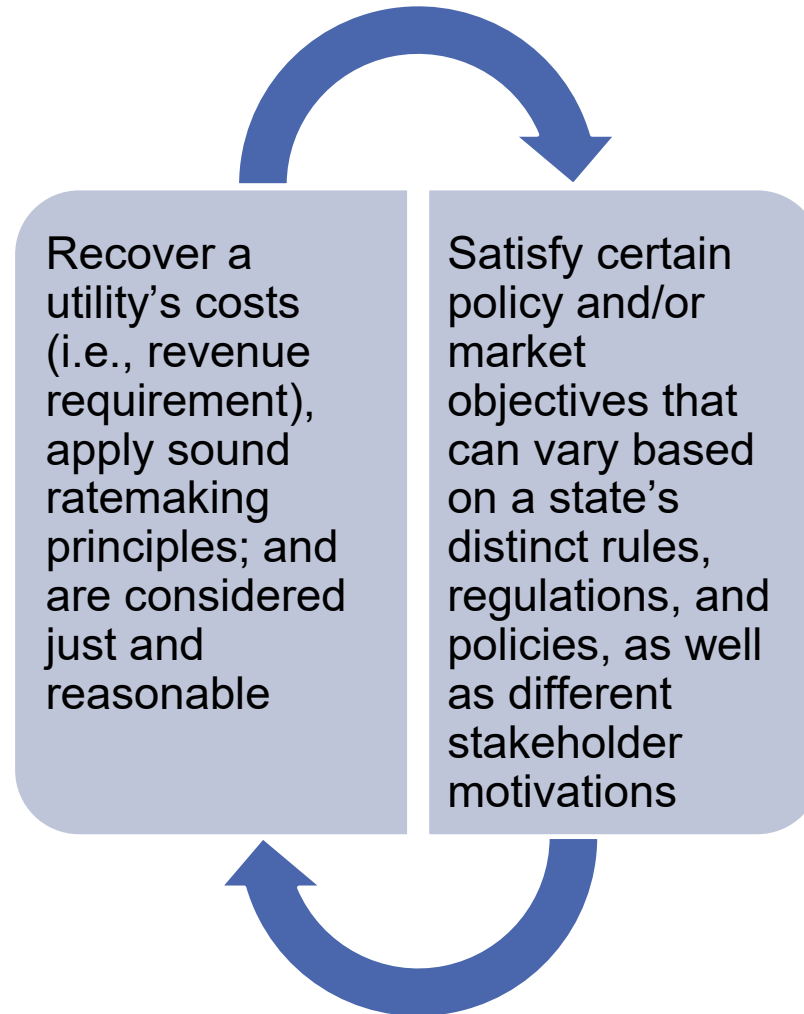 Recover a
utility’s costs
(i.e., revenue
requirement),
apply sound
ratemaking
principles; and
are considered
just and
reasonable
Satisfy certain
policy and/or
market
objectives that
can vary based
on a state’s
distinct rules,
regulations, and
policies, as well
as different
stakeholder
motivations